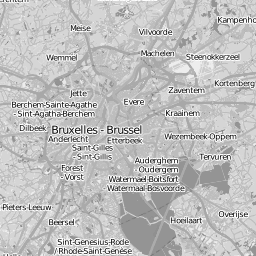 Kampenhout
Meise
Vilvoorde
Machelen
Wemmel
Steenokkerzeel
Kortenberg
Jette
Zaventem
Evere
Berchem-Sainte-Agathe
- Sint-Agatha-Berchem
Kraainem
Dilbeek
Bruxelles - Brussel
Anderlecht
Etterbeek
Wezembeek-Oppem
Saint-Gilles
- Sint-Gillis
Tervuren
Auderghem
- Oudergem
Forest
- Vorst
Watermael-Boitsfort
- Watermaal-Bosvoorde
Pieters-Leeuw
Overijse
Beersel
Hoeilaart
Sint-Genesius-Rode
/ Rhode-Saint-Genèse